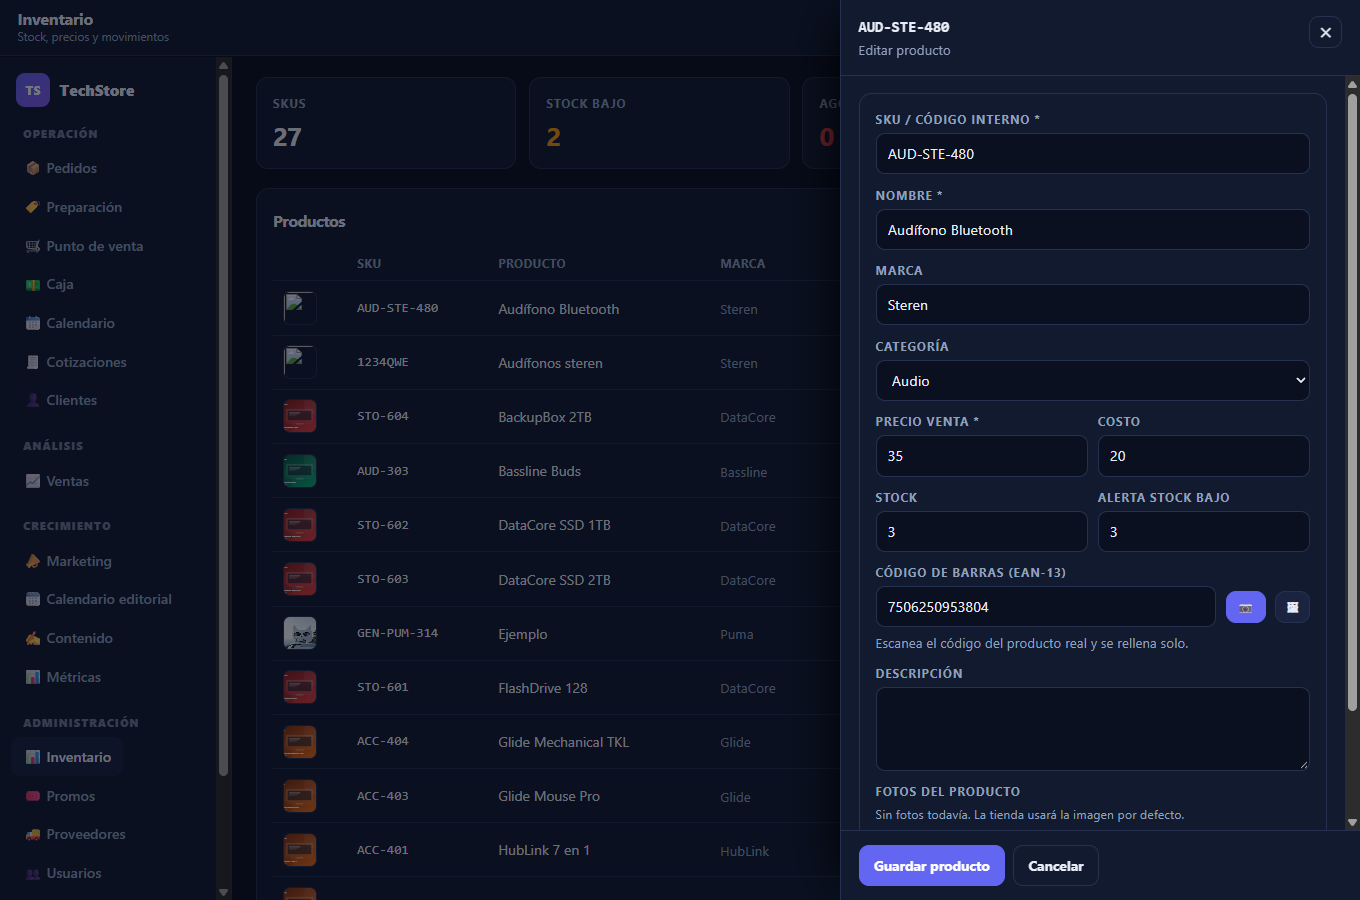 Inventario
Stock, precios y movimientos
TS
TechStore
OPERACIÓN
Pedidos
Preparación
Punto de venta
Caja
Calendario
Cotizaciones
Clientes
ANÁLISIS
Ventas
CRECIMIENTO
Marketing
Calendario editorial
Contenido
Métricas
ADMINISTRACIÓN
Inventario
Promos
Proveedores
Usuarios
SKUS
27
STOCK BAJO
2
0
Productos
SKU PRODUCTO MARCA
AUD-STE-480 Audífono Bluetooth Steren
1234QWE Audífonos steren Steren
STO-604 BackupBox 2TB DataCore
AUD-303 Bassline Buds Bassline
STO-602 DataCore SSD 1TB DataCore
STO-603 DataCore SSD 2TB DataCore
GEN-PUM-314 Ejemplo Puma
STO-601 FlashDrive 128 DataCore
ACC-404 Glide Mechanical TKL Glide
ACC-403 Glide Mouse Pro Glide
ACC-401 HubLink 7 en 1 HubLink
AUD-STE-480
Editar producto
SKU / CÓDIGO INTERNO *
AUD-STE-480
NOMBRE *
Audífono Bluetooth
MARCA
Steren
CATEGORÍA
Audio
PRECIO VENTA * COSTO
35 20
STOCK ALERTA STOCK BAJO
3 3
CÓDIGO DE BARRAS (EAN-13)
7506250953804
Escanea el código del producto real y se rellena solo.
DESCRIPCIÓN
FOTOS DEL PRODUCTO
Sin fotos todavía. La tienda usará la imagen por defecto.
Guardar producto Cancelar